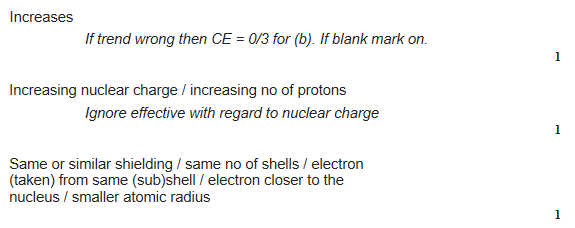 Increases
If trend wrong then CE = 0/3 for (b). If blank mark on.
1
Increasing nuclear charge / increasing no of protons
Ignore effective with regard to nuclear charge
1
Same or similar shielding / same no of shells / electron
(taken) from same (sub)shell / electron closer to the
nucleus / smaller atomic radius
1